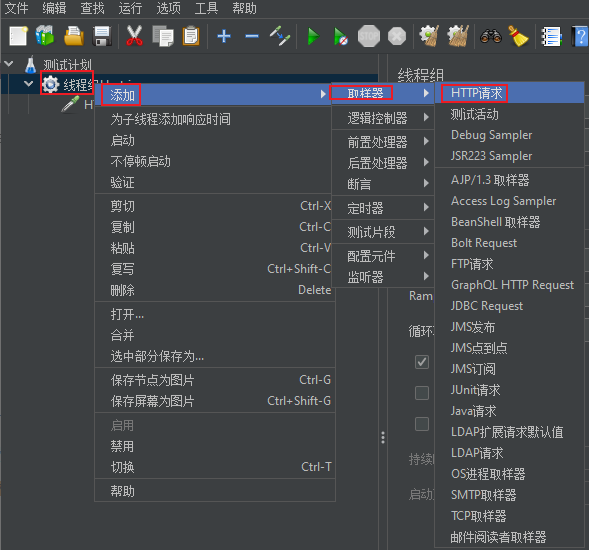 文件 编辑 查找 运行 选项 工具 帮助
STOP
测试计划
线程组
线程组
添加
为子线程添加响应时间
启动
不停顿启动
验证
剪切 Ctrl-X
复制 Ctrl-C
粘贴 Ctrl-V
复写 Ctrl+Shift-C
删除 Delete
打开...
合并
选中部分保存为...
保存节点为图片 Ctrl-G
保存屏幕为图片 Ctrl+Shift-G
启用
禁用
切换 Ctrl-T
帮助
取样器
逻辑控制器
前置处理器
后置处理器
断言
定时器
测试片段
配置元件
监听器
Ram
循环
持续
启动
HTTP请求
测试活动
Debug Sampler
JSR223 Sampler
AJP/1.3 取样器
Access Log Sampler
BeanShell 取样器
Bolt Request
FTP请求
GraphQL HTTP Request
JDBC Request
JMS发布
JMS点到点
JMS订阅
JUnit请求
Java请求
LDAP扩展请求默认值
LDAP请求
OS进程取样器
SMTP取样器
TCP取样器
邮件阅读者取样器